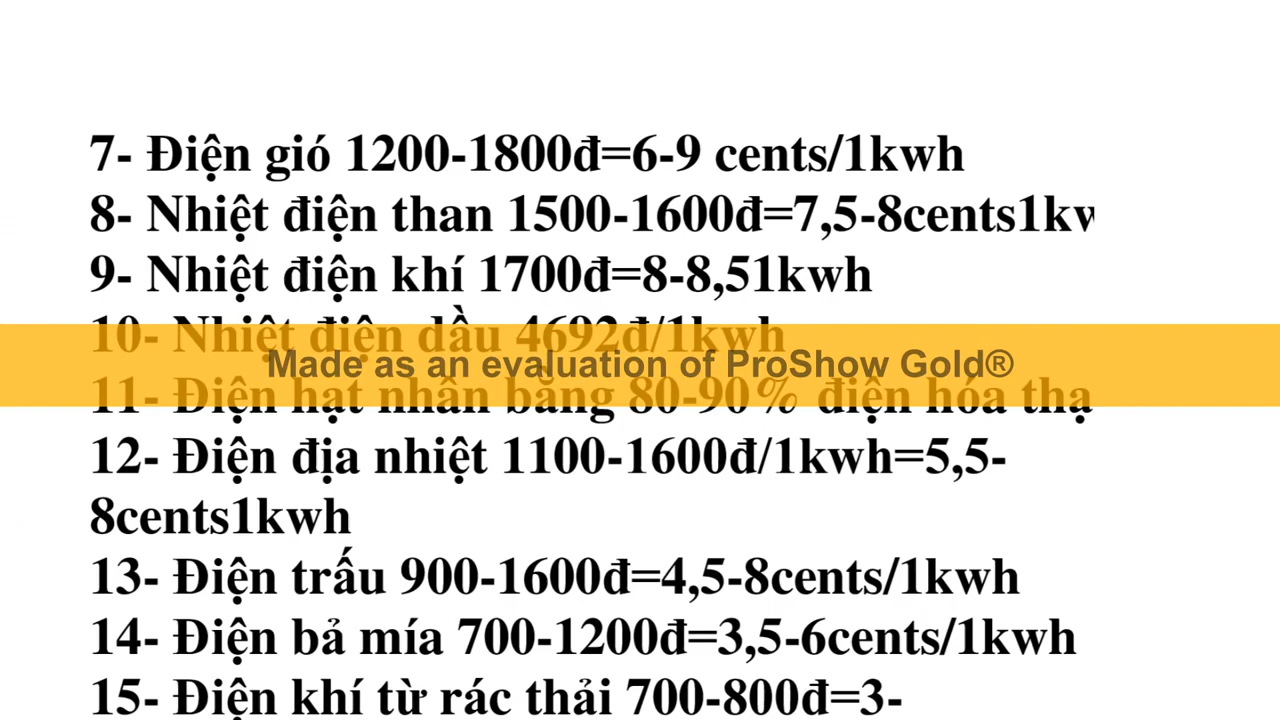 7- Điện gió 1200-1800đ=6-9 cents/1kwh
8- Nhiệt điện than 1500-1600đ=7,5-8cents1kw
9- Nhiệt điện khí 1700đ=8-8,51kwh
10- Nhiệt điện dầu 4692đ/1kwh
Made as an evaluation of ProShow Gold®
11- Điện hạt nhân bằng 80-90% điện hóa thạ
12- Điện địa nhiệt 1100-1600đ/1kwh=5,5-
8cents1kwh
13- Điện trấu 900-1600đ=4,5-8cents/1kwh
14- Điện bả mía 700-1200đ=3,5-6cents/1kwh
15- Điện khí từ rác thải 700-800đ=3-